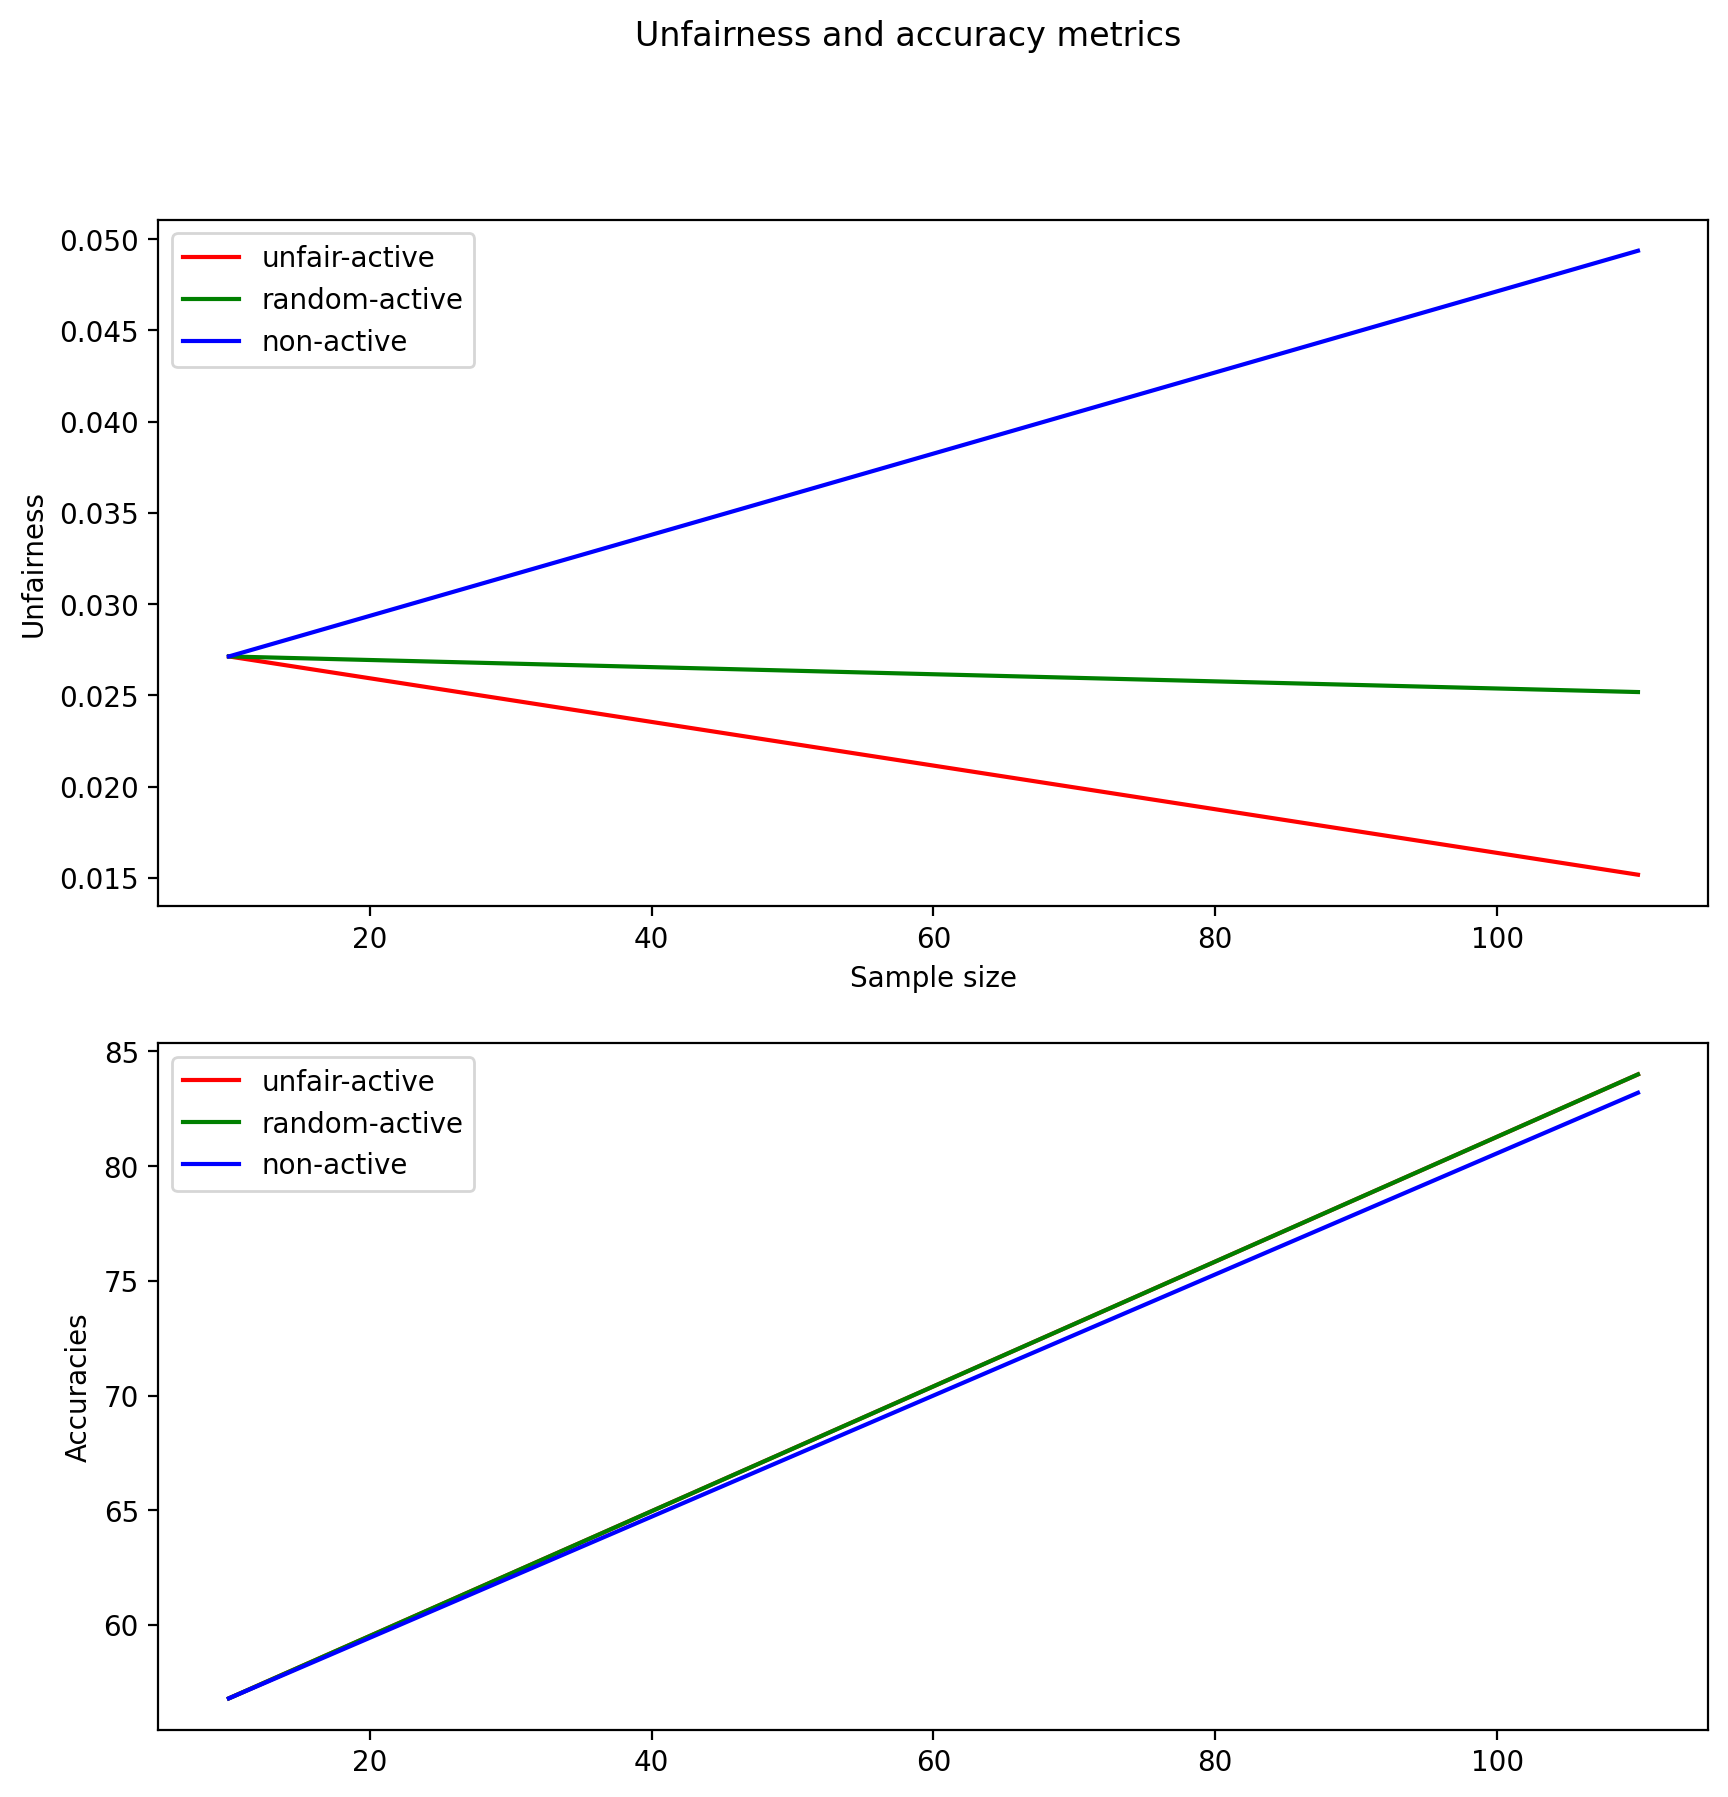 Unfairness and accuracy metrics
0.050
0.045
0.040
0.035
0.030
0.025
0.020
0.015
Unfairness
unfair-active
random-active
non-active
20 40 60 80 100
Sample size
85
80
75
70
65
60
Accuracies
unfair-active
random-active
non-active
20 40 60 80 100